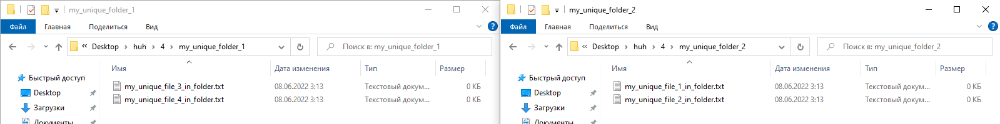 my_unique_folder_1
Файл Главная Поделиться Вид
« Desktop › huh › 4 › my_unique_folder_1
Поиск в: my_unique_folder_1
Имя Дата изменения Тип Размер
Быстрый доступ
Desktop
Загрузки
Документы
my_unique_file_3_in_folder.txt 08.06.2022 3:13 Текстовый докум... 0 КБ
my_unique_file_4_in_folder.txt 08.06.2022 3:13 Текстовый докум... 0 КБ
my_unique_folder_2
Файл Главная Поделиться Вид
« Desktop › huh › 4 › my_unique_folder_2
Поиск в: my_unique_folder_2
Имя Дата изменения Тип Размер
Быстрый доступ
Desktop
Загрузки
Документы
my_unique_file_1_in_folder.txt 08.06.2022 3:13 Текстовый докум... 0 КБ
my_unique_file_2_in_folder.txt 08.06.2022 3:13 Текстовый докум... 0 КБ